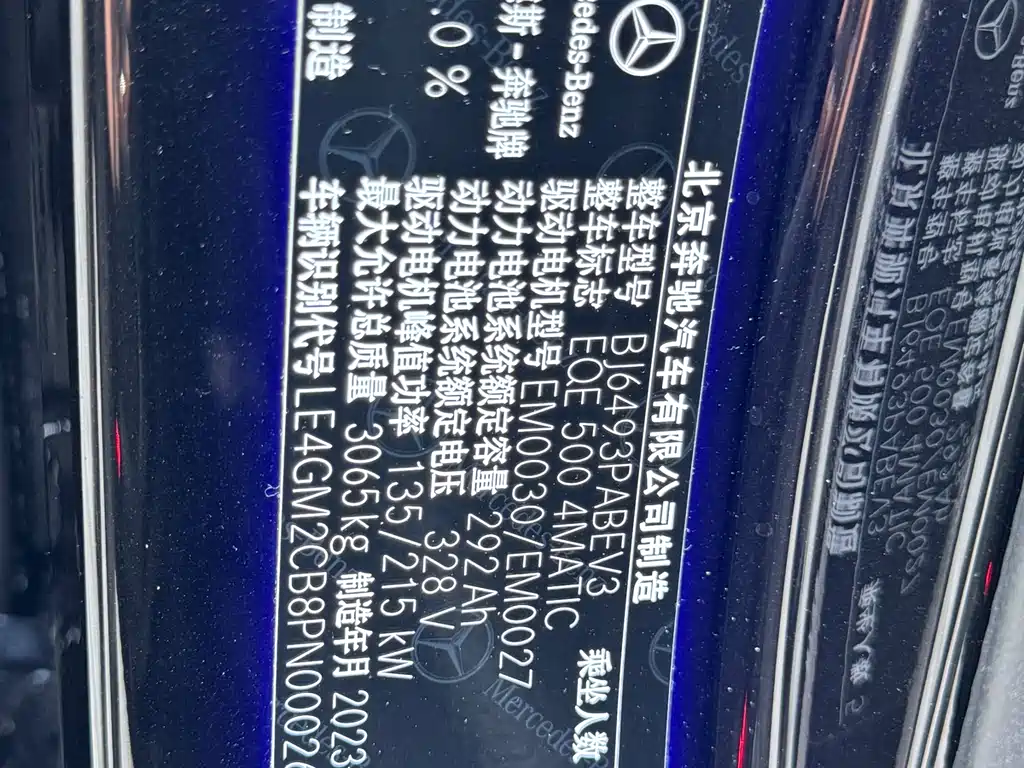 北京奔驰汽车有限公司制造
Mercedes-Benz
奔驰牌
整车型号 BJ6493PABEV3
整车标志 EQE 500 4MATIC
乘坐人数
驱动电机型号 EM0030/EM0027
动力电池系统额定容量 292Ah
动力电池系统额定电压 328 V
0%
驱动电机峰值功率 135/215kW
最大允许总质量 3065kg 制造年月 2023
制造
车辆识别代号 LE4GM2CB8PN0002